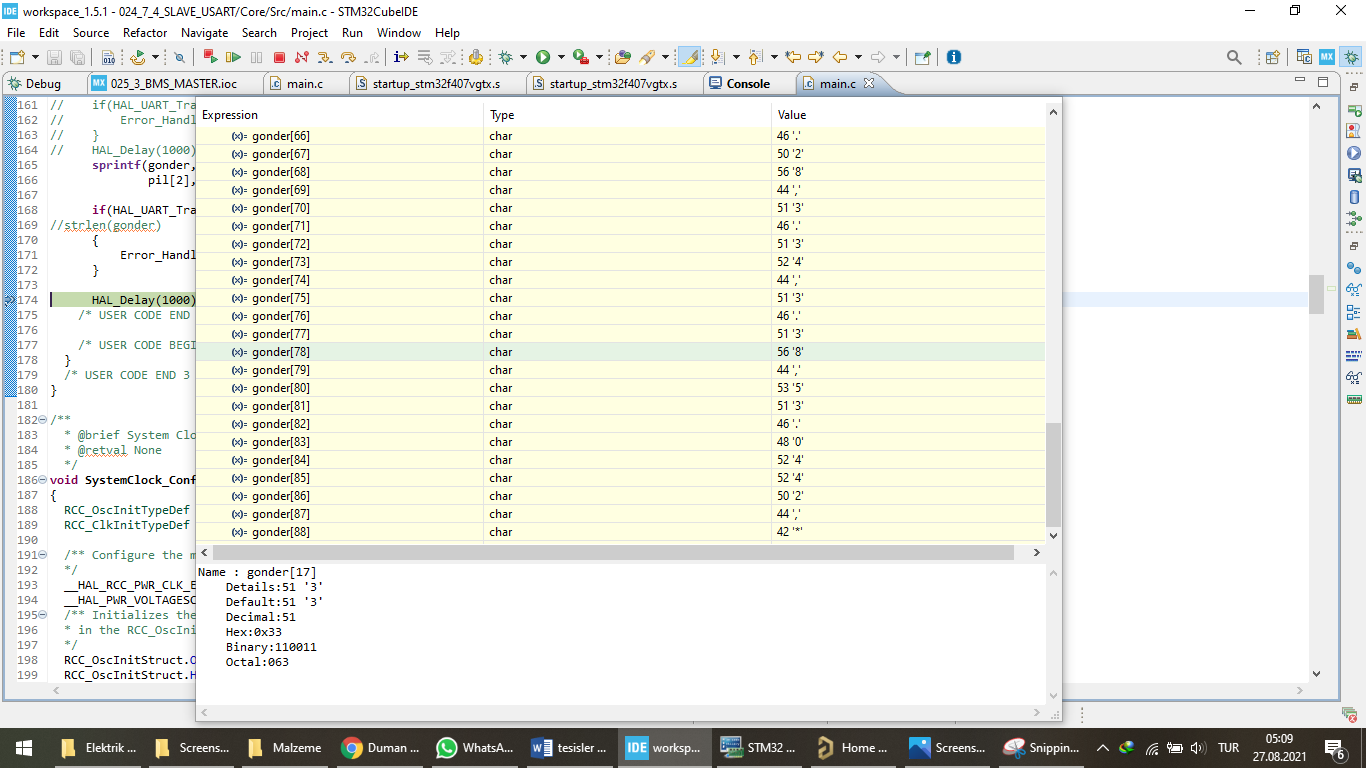 workspace_1.5.1 - 024_7_4_SLAVE_USART/Core/Src/main.c - STM32CubeIDE
File Edit Source Refactor Navigate Search Project Run Window Help
Debug 025_3_BMS_MASTER.ioc main.c startup_stm32f407vgtx.s startup_stm32f407vgtx.s Console main.c
161 // if(HAL_UART_Tra
162 // Error_Handl
163 // }
164 // HAL_Delay(1000)
165 sprintf(gonder,
166 pil[2],
167
168 if(HAL_UART_Tra
169 //strlen(gonder)
170 {
171 Error_Handl
172 }
173
174 HAL_Delay(1000)
175 /* USER CODE END
176
177 /* USER CODE BEGI
178 }
179 /* USER CODE END 3
180 }
181
182 /**
183 * @brief System Clo
184 * @retval None
185 */
186 void SystemClock_Conf
187 {
188 RCC_OscInitTypeDef
189 RCC_ClkInitTypeDef
190
191 /** Configure the m
192 */
193 __HAL_RCC_PWR_CLK_E
194 __HAL_PWR_VOLTAGESC
195 /** Initializes the
196 * in the RCC_OscIni
197 */
198 RCC_OscInitStruct.O
199 RCC_OscInitStruct.H
Expression Type Value
(x)= gonder[66] char 46 '.'
(x)= gonder[67] char 50 '2'
(x)= gonder[68] char 56 '8'
(x)= gonder[69] char 44 ','
(x)= gonder[70] char 51 '3'
(x)= gonder[71] char 46 '.'
(x)= gonder[72] char 51 '3'
(x)= gonder[73] char 52 '4'
(x)= gonder[74] char 44 ','
(x)= gonder[75] char 51 '3'
(x)= gonder[76] char 46 '.'
(x)= gonder[77] char 51 '3'
(x)= gonder[78] char 56 '8'
(x)= gonder[79] char 44 ','
(x)= gonder[80] char 53 '5'
(x)= gonder[81] char 51 '3'
(x)= gonder[82] char 46 '.'
(x)= gonder[83] char 48 '0'
(x)= gonder[84] char 52 '4'
(x)= gonder[85] char 52 '4'
(x)= gonder[86] char 50 '2'
(x)= gonder[87] char 44 ','
(x)= gonder[88] char 42 '*'
Name : gonder[17]
Details:51 '3'
Default:51 '3'
Decimal:51
Hex:0x33
Binary:110011
Octal:063
Elektrik ... Screens... Malzeme Duman ... WhatsA... tesisler ... IDE worksp... STM32 ... Home ... Screens... Snippin... TUR 05:09
27.08.2021 6